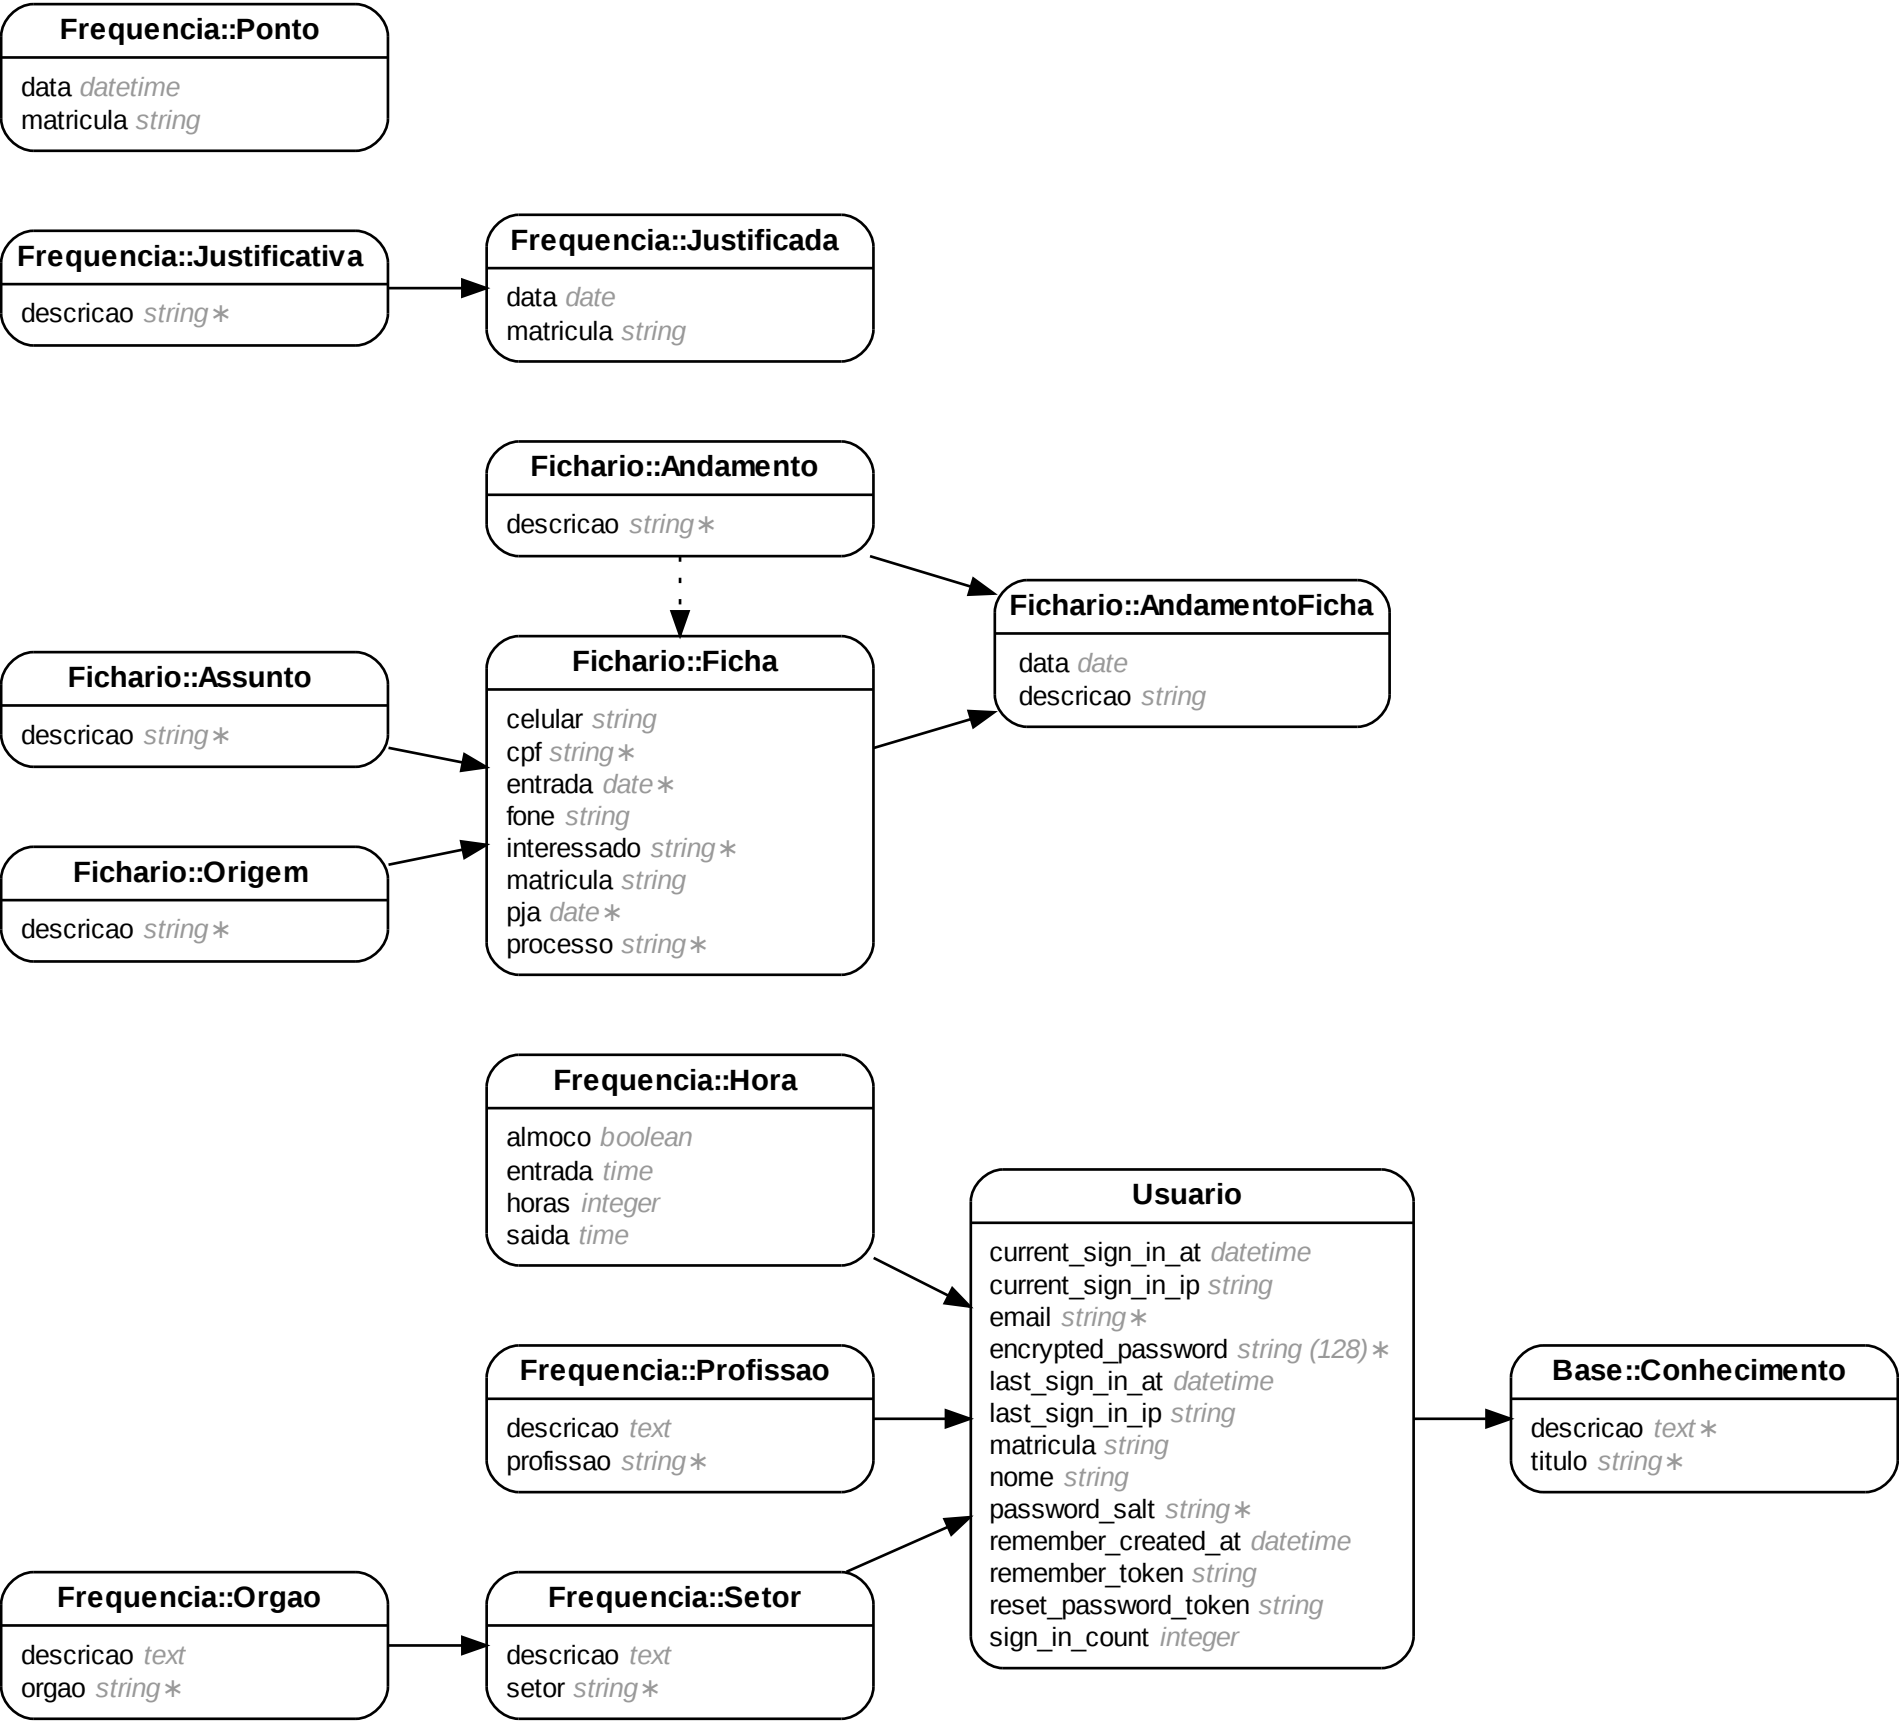 Frequencia::Ponto
data datetime
matricula string
Frequencia::Justificativa
descricao string∗
Frequencia::Justificada
data date
matricula string
Fichario::Andamento
descricao string∗
Fichario::AndamentoFicha
data date
descricao string
Fichario::Assunto
descricao string∗
Fichario::Origem
descricao string∗
Fichario::Ficha
celular string
cpf string∗
entrada date∗
fone string
interessado string∗
matricula string
pja date∗
processo string∗
Frequencia::Hora
almoco boolean
entrada time
horas integer
saida time
Frequencia::Profissao
descricao text
profissao string∗
Frequencia::Orgao
descricao text
orgao string∗
Frequencia::Setor
descricao text
setor string∗
Usuario
current_sign_in_at datetime
current_sign_in_ip string
email string∗
encrypted_password string (128)∗
last_sign_in_at datetime
last_sign_in_ip string
matricula string
nome string
password_salt string∗
remember_created_at datetime
remember_token string
reset_password_token string
sign_in_count integer
Base::Conhecimento
descricao text∗
titulo string∗